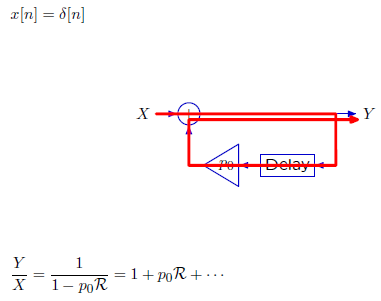 x[n] = δ[n]
X + Y
p₀ Delay
Y/X = 1/(1 − p₀ℛ) = 1 + p₀ℛ + ⋯